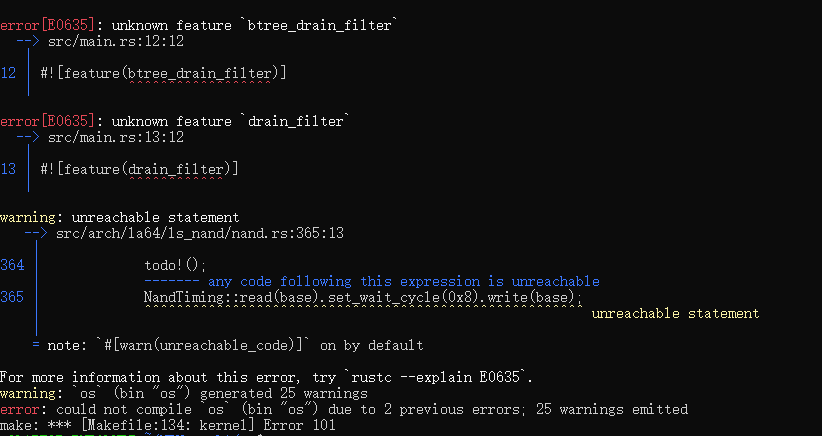 error[E0635]: unknown feature `btree_drain_filter`
--> src/main.rs:12:12
12 | #![feature(btree_drain_filter)]
error[E0635]: unknown feature `drain_filter`
--> src/main.rs:13:12
13 | #![feature(drain_filter)]
warning: unreachable statement
--> src/arch/la64/ls_nand/nand.rs:365:13
364 | todo!();
------- any code following this expression is unreachable
365 | NandTiming::read(base).set_wait_cycle(0x8).write(base);
unreachable statement
= note: `#[warn(unreachable_code)]` on by default
For more information about this error, try `rustc --explain E0635`.
warning: `os` (bin "os") generated 25 warnings
error: could not compile `os` (bin "os") due to 2 previous errors; 25 warnings emitted
make: *** [Makefile:134: kernel] Error 101